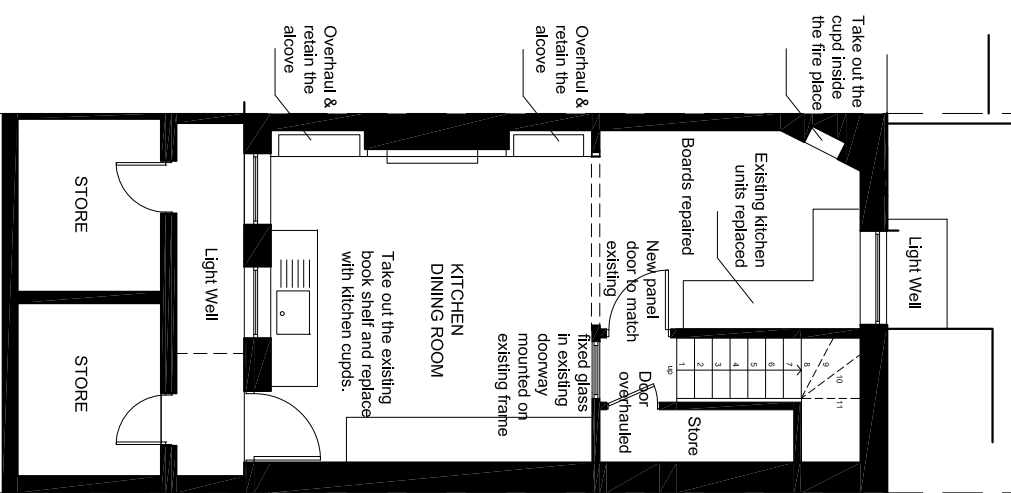 Take out the
cupd inside
the fire place
Overhaul &
retain the
alcove
Overhaul &
retain the
alcove
Light Well
Existing kitchen
units replaced
Boards repaired
New panel
door to match
existing
up
1
2
3
4
5
6
7
8
9
10
11
Door
overhauled
Store
fixed glass
in existing
doorway
mounted on
existing frame
KITCHEN
DINING ROOM
Take out the existing
book shelf and replace
with kitchen cupds.
Light Well
STORE
STORE